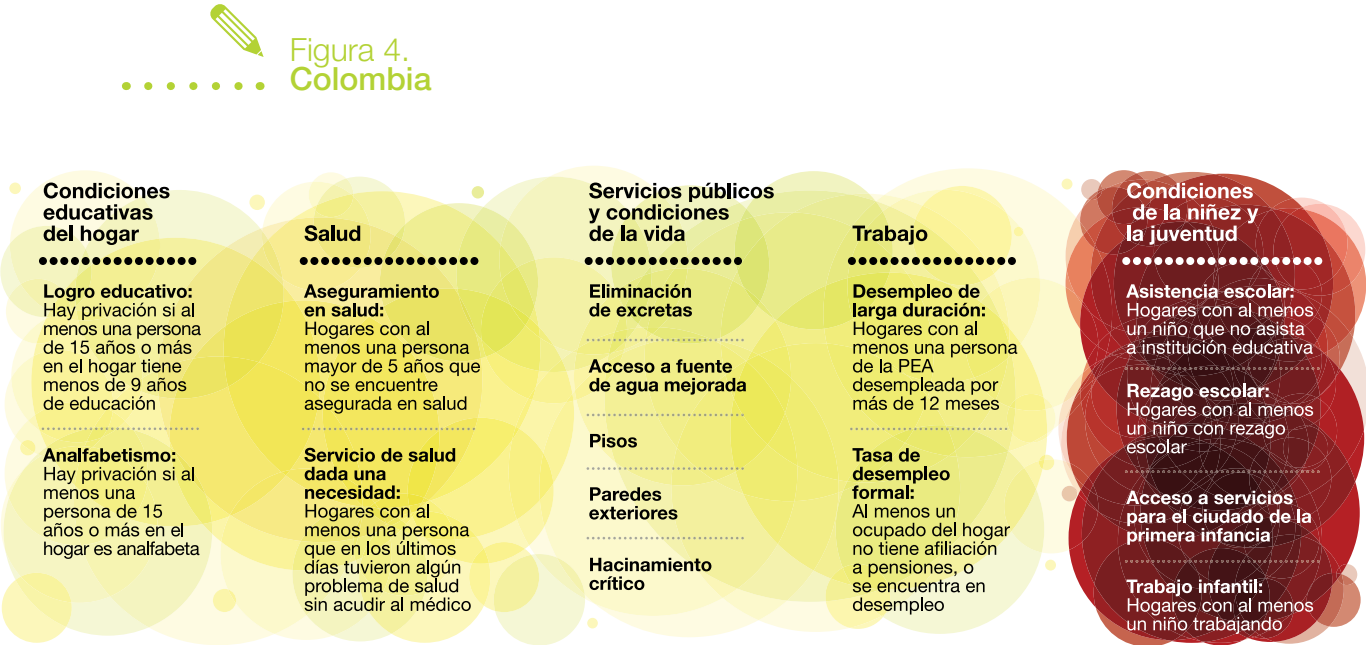 Figura 4.
Colombia
Condiciones
educativas
del hogar
Logro educativo:
Hay privación si al
menos una persona
de 15 años o más
en el hogar tiene
menos de 9 años
de educación
Analfabetismo:
Hay privación si al
menos una
persona de 15
años o más en el
hogar es analfabeta
Salud
Aseguramiento
en salud:
Hogares con al
menos una persona
mayor de 5 años que
no se encuentre
asegurada en salud
Servicio de salud
dada una
necesidad:
Hogares con al
menos una persona
que en los últimos
días tuvieron algún
problema de salud
sin acudir al médico
Servicios públicos
y condiciones
de la vida
Eliminación
de excretas
Acceso a fuente
de agua mejorada
Pisos
Paredes
exteriores
Hacinamiento
crítico
Trabajo
Desempleo de
larga duración:
Hogares con al
menos una persona
de la PEA
desempleada por
más de 12 meses
Tasa de
desempleo
formal:
Al menos un
ocupado del hogar
no tiene afiliación
a pensiones, o
se encuentra en
desempleo
Condiciones
de la niñez y
la juventud
Asistencia escolar:
Hogares con al menos
un niño que no asista
a institución educativa
Rezago escolar:
Hogares con al menos
un niño con rezago
escolar
Acceso a servicios
para el ciudado de la
primera infancia
Trabajo infantil:
Hogares con al menos
un niño trabajando